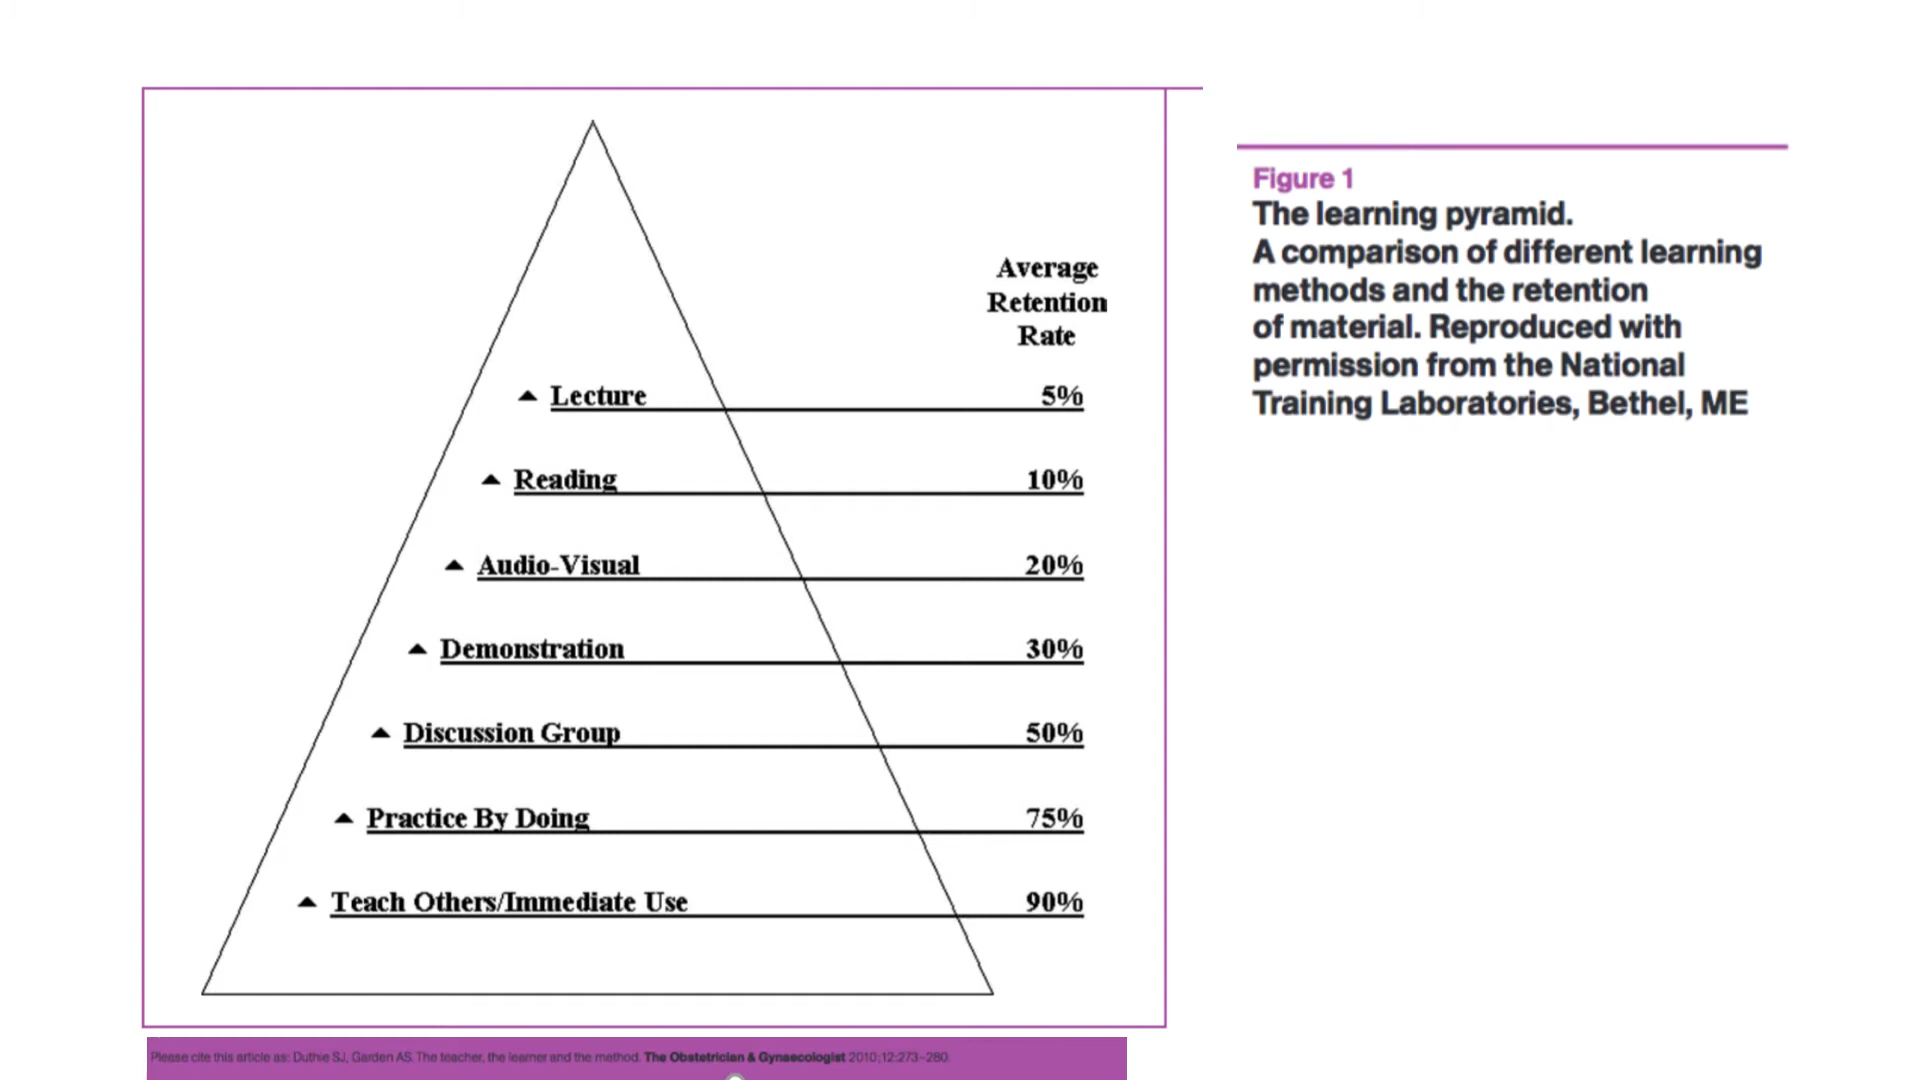 Average
Retention
Rate
Lecture 5%
Reading 10%
Audio-Visual 20%
Demonstration 30%
Discussion Group 50%
Practice By Doing 75%
Teach Others/Immediate Use 90%
Figure 1
The learning pyramid.
A comparison of different learning
methods and the retention
of material. Reproduced with
permission from the National
Training Laboratories, Bethel, ME
Please cite this article as: Duthie SJ, Garden AS. The teacher, the learner and the method. The Obstetrician & Gynaecologist 2010;12:273–280.